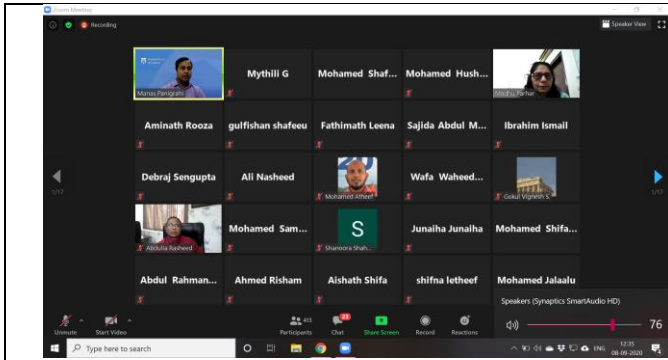 Zoom Meeting
Recording
Speaker View
Manas Panigrahi
Mythili G
Mohamed Shaf...
Mohamed Hush...
Madhu Parhar
Aminath Rooza
gulfishan shafeeu
Fathimath Leena
Sajida Abdul M...
Ibrahim Ismail
1/17
1/17
Debraj Sengupta
Ali Nasheed
Mohamed Atheef
Wafa Waheed...
Gokul Vighesh S.
Abdulla Rasheed
Mohamed Sam...
S
Shanoora Shah...
Junaiha Junaiha
Mohamed Shifa...
Abdul Rahman...
Ahmed Risham
Aishath Shifa
shifna letheef
Mohamed Jalaalu
Speakers (Synaptics SmartAudio HD)
76
Unmute
Start Video
413
Participants
23
Chat
Share Screen
Record
Reactions
Type here to search
ENG
12:35
08-09-2020